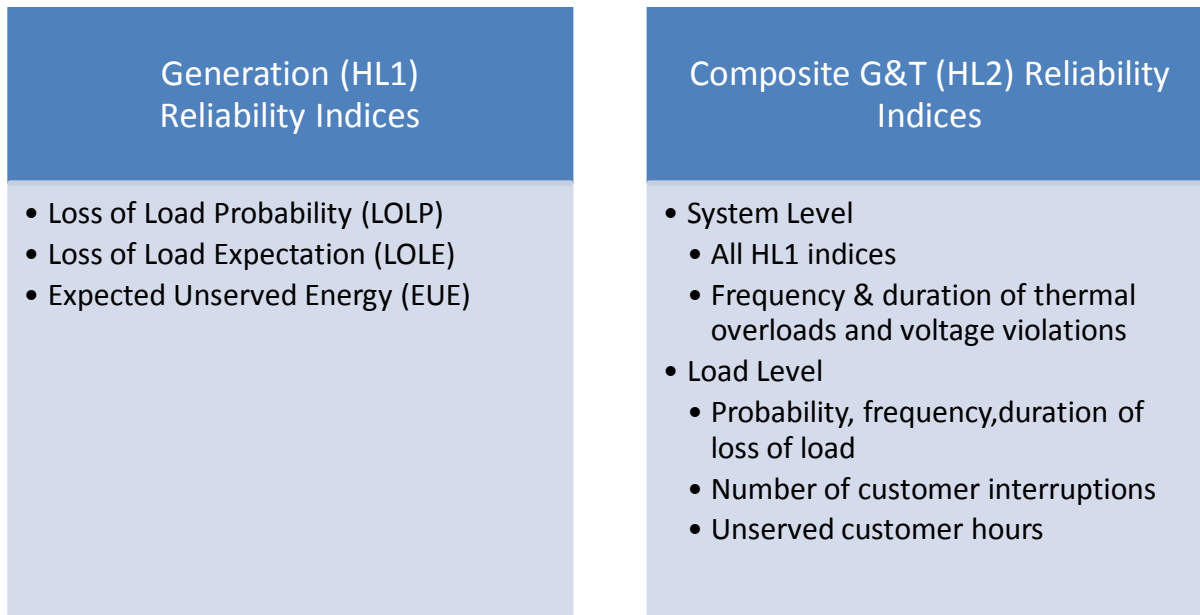 Generation (HL1)
Reliability Indices
• Loss of Load Probability (LOLP)
• Loss of Load Expectation (LOLE)
• Expected Unserved Energy (EUE)
Composite G&T (HL2) Reliability
Indices
• System Level
• All HL1 indices
• Frequency & duration of thermal
overloads and voltage violations
• Load Level
• Probability, frequency,duration of
loss of load
• Number of customer interruptions
• Unserved customer hours